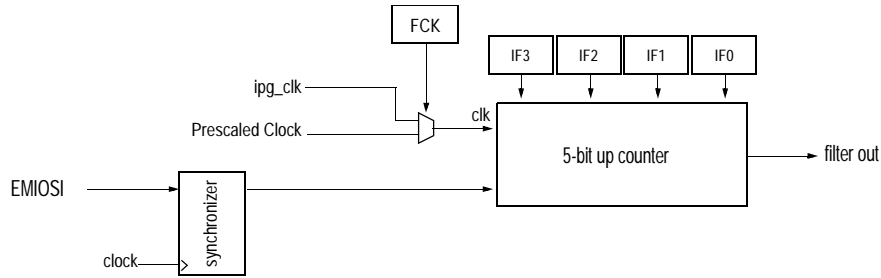 FCK
IF3
IF2
IF1
IF0
ipg_clk
clk
Prescaled Clock
5-bit up counter
filter out
EMIOSI
synchronizer
clock